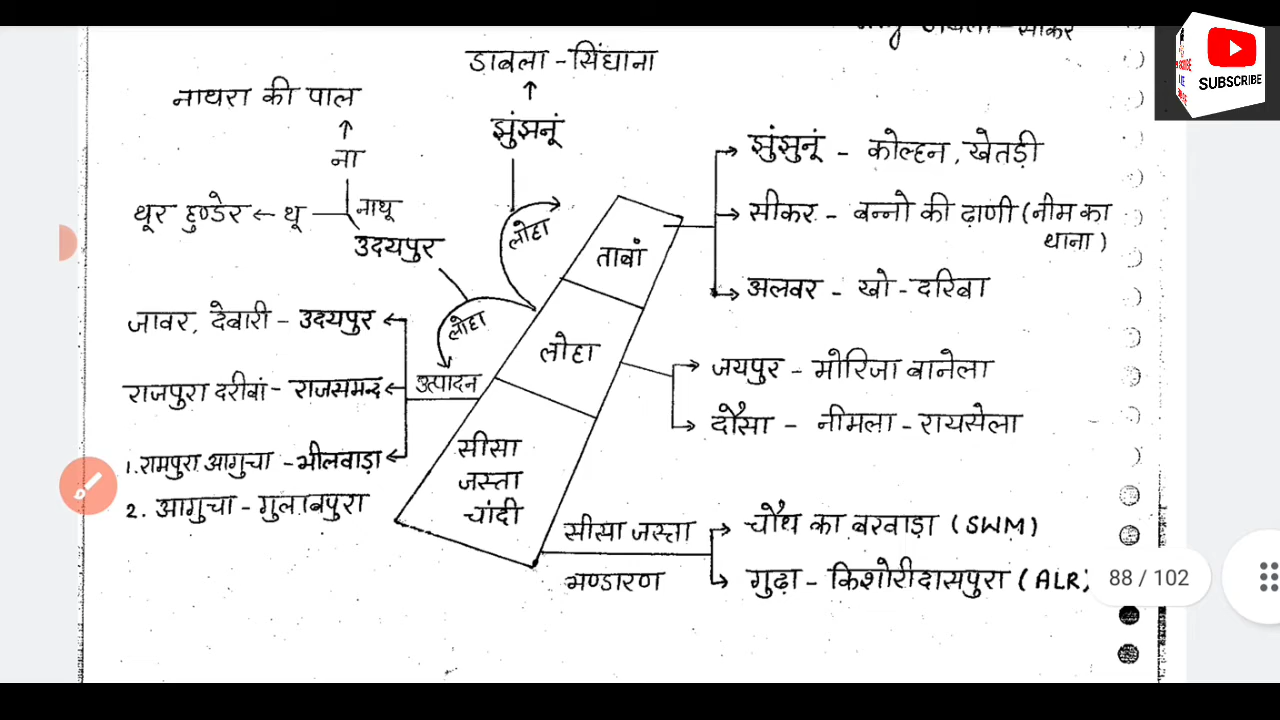 डाबला - सिंघाना
नाथरा की पाल
झुंझनूं
ना
थूर हुण्डेर ← थू
नाथू
उदयपुर
लोहा
लोहा
उत्पादन
तावां
लोहा
सीसा
जस्ता
चांदी
झुंझुनूं - कोल्हन, खेतड़ी
सीकर - बन्नो की ढ़ाणी (नीम का
थाना)
अलवर - खो - दरिबा
जयपुर - मोरिजा बानेला
दौसा - नीमला - रायसेला
जावर, देबारी - उदयपुर
राजपुरा दरीबां - राजसमन्द
1. रामपुरा आगुचा - भीलवाड़ा
2. आगुचा - गुलाबपुरा
सीसा जस्ता
भण्डारण
चौथ का बरवाड़ा (SWM)
गुढ़ा - किशोरीदासपुरा (ALR)
88 / 102
SUBSCRIBE